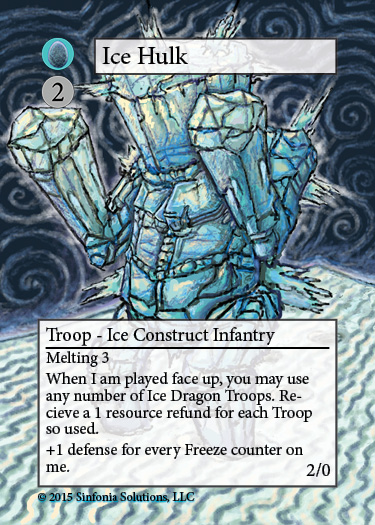 Ice Hulk
2
Troop - Ice Construct Infantry
Melting 3
When I am played face up, you may use
any number of Ice Dragon Troops. Re-
cieve a 1 resource refund for each Troop
so used.
+1 defense for every Freeze counter on
me.
2/0
© 2015 Sinfonia Solutions, LLC